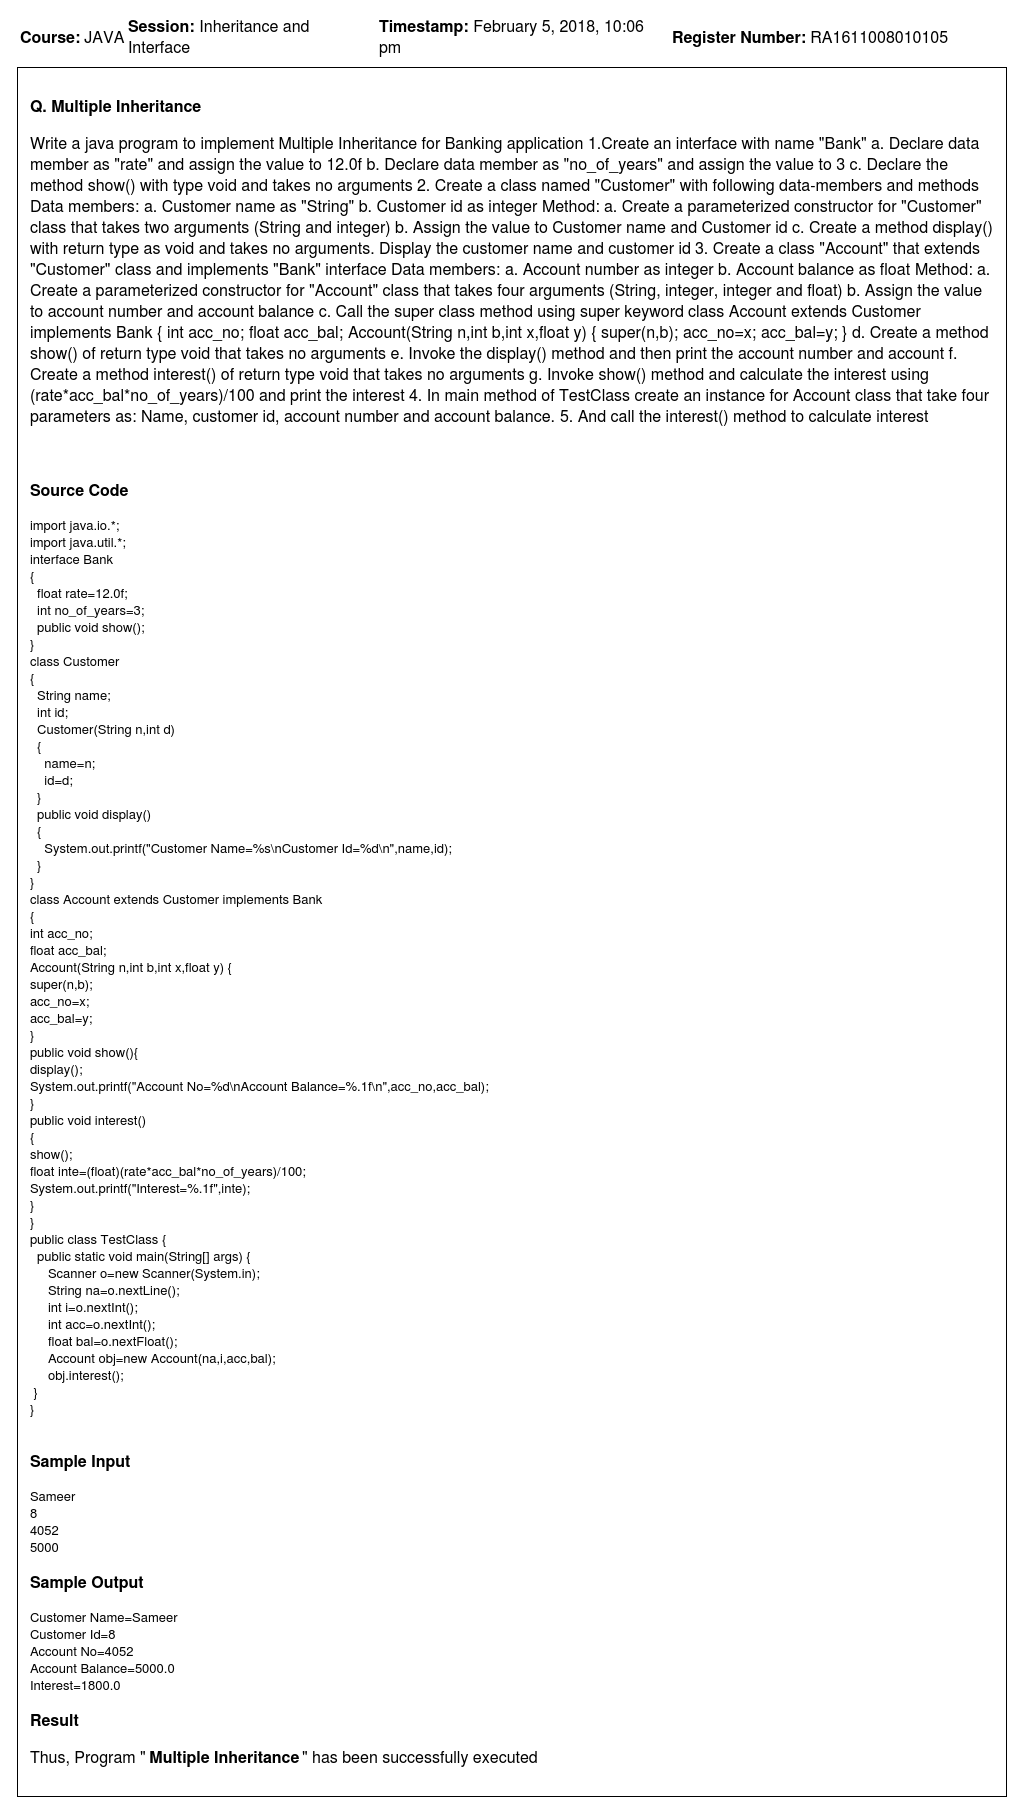 Course: JAVA Session: Inheritance and Interface Timestamp: February 5, 2018, 10:06 pm Register Number: RA1611008010105
Q. Multiple Inheritance
Write a java program to implement Multiple Inheritance for Banking application 1.Create an interface with name "Bank" a. Declare data
member as "rate" and assign the value to 12.0f b. Declare data member as "no_of_years" and assign the value to 3 c. Declare the
method show() with type void and takes no arguments 2. Create a class named "Customer" with following data-members and methods
Data members: a. Customer name as "String" b. Customer id as integer Method: a. Create a parameterized constructor for "Customer"
class that takes two arguments (String and integer) b. Assign the value to Customer name and Customer id c. Create a method display()
with return type as void and takes no arguments. Display the customer name and customer id 3. Create a class "Account" that extends
"Customer" class and implements "Bank" interface Data members: a. Account number as integer b. Account balance as float Method: a.
Create a parameterized constructor for "Account" class that takes four arguments (String, integer, integer and float) b. Assign the value
to account number and account balance c. Call the super class method using super keyword class Account extends Customer
implements Bank { int acc_no; float acc_bal; Account(String n,int b,int x,float y) { super(n,b); acc_no=x; acc_bal=y; } d. Create a method
show() of return type void that takes no arguments e. Invoke the display() method and then print the account number and account f.
Create a method interest() of return type void that takes no arguments g. Invoke show() method and calculate the interest using
(rate*acc_bal*no_of_years)/100 and print the interest 4. In main method of TestClass create an instance for Account class that take four
parameters as: Name, customer id, account number and account balance. 5. And call the interest() method to calculate interest
Source Code
import java.io.*;
import java.util.*;
interface Bank
{
float rate=12.0f;
int no_of_years=3;
public void show();
}
class Customer
{
String name;
int id;
Customer(String n,int d)
{
name=n;
id=d;
}
public void display()
{
System.out.printf("Customer Name=%s\nCustomer Id=%d\n",name,id);
}
}
class Account extends Customer implements Bank
{
int acc_no;
float acc_bal;
Account(String n,int b,int x,float y) {
super(n,b);
acc_no=x;
acc_bal=y;
}
public void show(){
display();
System.out.printf("Account No=%d\nAccount Balance=%.1f\n",acc_no,acc_bal);
}
public void interest()
{
show();
float inte=(float)(rate*acc_bal*no_of_years)/100;
System.out.printf("Interest=%.1f",inte);
}
}
public class TestClass {
public static void main(String[] args) {
Scanner o=new Scanner(System.in);
String na=o.nextLine();
int i=o.nextInt();
int acc=o.nextInt();
float bal=o.nextFloat();
Account obj=new Account(na,i,acc,bal);
obj.interest();
}
}
Sample Input
Sameer
8
4052
5000
Sample Output
Customer Name=Sameer
Customer Id=8
Account No=4052
Account Balance=5000.0
Interest=1800.0
Result
Thus, Program " Multiple Inheritance " has been successfully executed